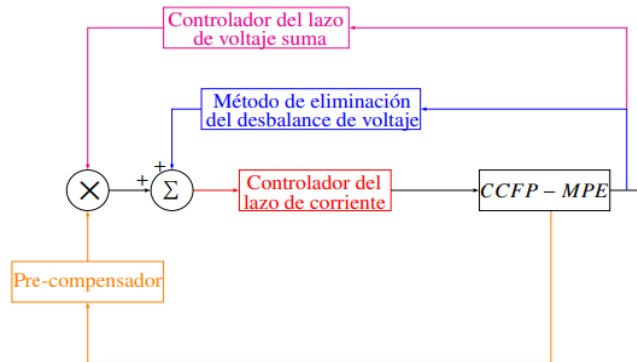 Controlador del lazo
de voltaje suma
Método de eliminación
del desbalance de voltaje
+
+
×
Σ
Controlador del
lazo de corriente
CCFP − MPE
Pre-compensador